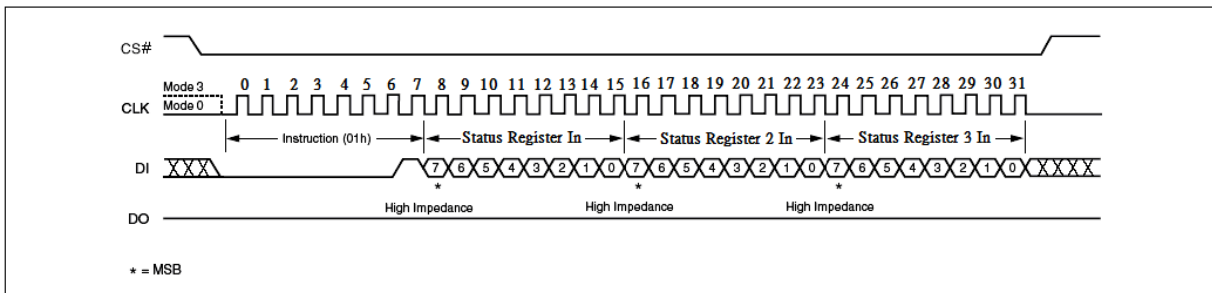 CS#
0 1 2 3 4 5 6 7 8 9 10 11 12 13 14 15 16 17 18 19 20 21 22 23 24 25 26 27 28 29 30 31
Mode 3
CLK
Mode 0
Instruction (01h) Status Register In Status Register 2 In Status Register 3 In
DI 7 6 5 4 3 2 1 0 7 6 5 4 3 2 1 0 7 6 5 4 3 2 1 0
* * *
High Impedance High Impedance High Impedance
DO
* = MSB